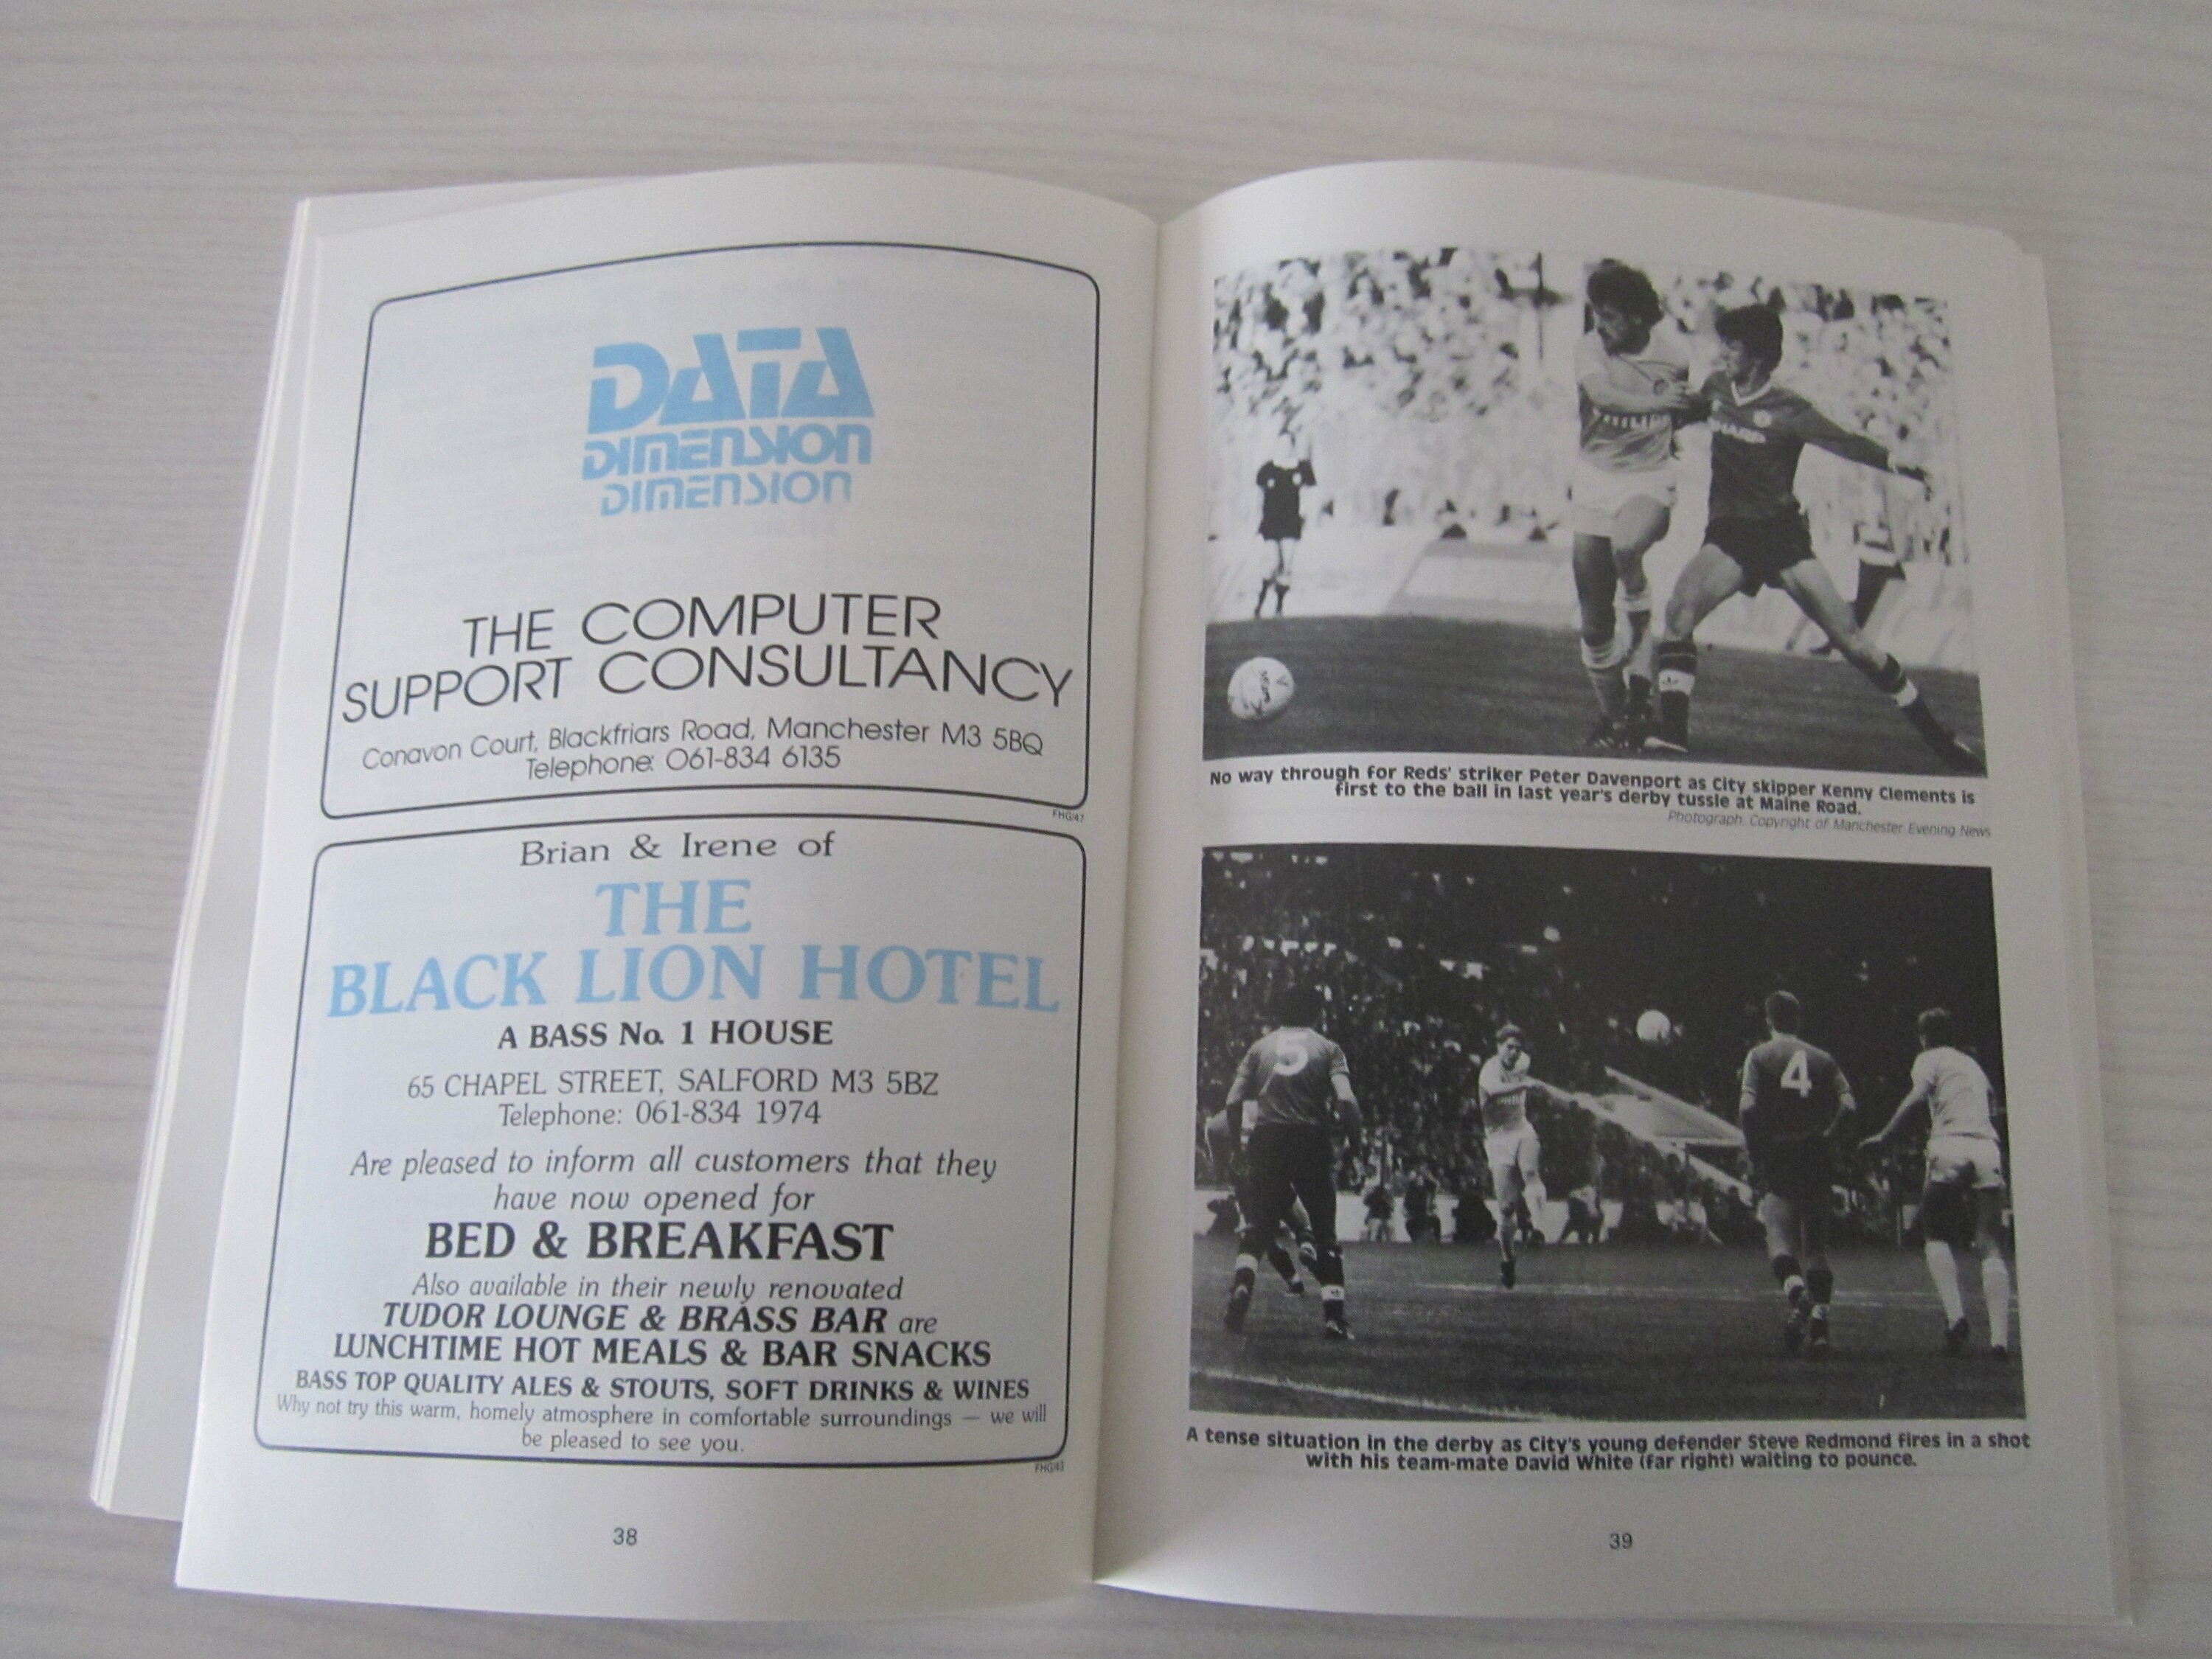 DATA
DIMENSION
DIMENSION
THE COMPUTER
SUPPORT CONSULTANCY
Conavon Court, Blackfriars Road, Manchester M3 5BQ
Telephone: 061-834 6135
FHG/47
Brian & Irene of
THE
BLACK LION HOTEL
A BASS No. 1 HOUSE
65 CHAPEL STREET, SALFORD M3 5BZ
Telephone: 061-834 1974
Are pleased to inform all customers that they
have now opened for
BED & BREAKFAST
Also available in their newly renovated
TUDOR LOUNGE & BRASS BAR are
LUNCHTIME HOT MEALS & BAR SNACKS
BASS TOP QUALITY ALES & STOUTS, SOFT DRINKS & WINES
Why not try this warm, homely atmosphere in comfortable surroundings — we will
be pleased to see you.
FHG/43
38
PHILIPS
SHARP
No way through for Reds' striker Peter Davenport as City skipper Kenny Clements is
first to the ball in last year's derby tussle at Maine Road.
Photograph: Copyright of Manchester Evening News
5
4
A tense situation in the derby as City's young defender Steve Redmond fires in a shot
with his team-mate David White (far right) waiting to pounce.
39